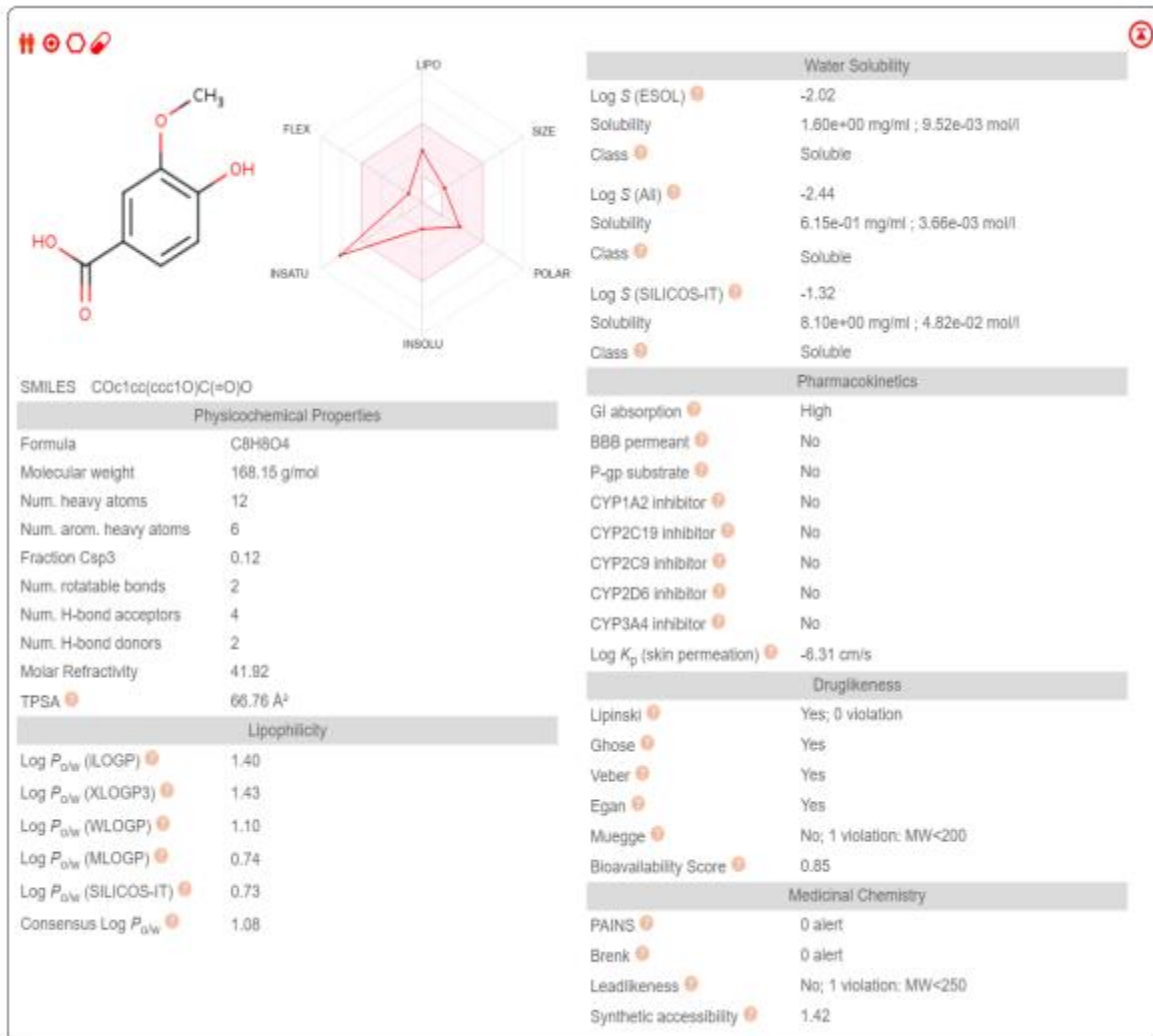 CH3
O
OH
HO
O
LIPO
FLEX
SIZE
INSATU
POLAR
INSOLU
SMILES COc1cc(ccc1O)C(=O)O
Physicochemical Properties
Formula C8H8O4
Molecular weight 168.15 g/mol
Num. heavy atoms 12
Num. arom. heavy atoms 6
Fraction Csp3 0.12
Num. rotatable bonds 2
Num. H-bond acceptors 4
Num. H-bond donors 2
Molar Refractivity 41.92
TPSA ? 66.76 Å²
Lipophilicity
Log Po/w (iLOGP) ? 1.40
Log Po/w (XLOGP3) ? 1.43
Log Po/w (WLOGP) ? 1.10
Log Po/w (MLOGP) ? 0.74
Log Po/w (SILICOS-IT) ? 0.73
Consensus Log Po/w ? 1.08
Water Solubility
Log S (ESOL) ? -2.02
Solubility 1.60e+00 mg/ml ; 9.52e-03 mol/l
Class ? Soluble
Log S (Ali) ? -2.44
Solubility 6.15e-01 mg/ml ; 3.66e-03 mol/l
Class ? Soluble
Log S (SILICOS-IT) ? -1.32
Solubility 8.10e+00 mg/ml ; 4.82e-02 mol/l
Class ? Soluble
Pharmacokinetics
GI absorption ? High
BBB permeant ? No
P-gp substrate ? No
CYP1A2 inhibitor ? No
CYP2C19 inhibitor ? No
CYP2C9 inhibitor ? No
CYP2D6 inhibitor ? No
CYP3A4 inhibitor ? No
Log Kp (skin permeation) ? -6.31 cm/s
Druglikeness
Lipinski ? Yes; 0 violation
Ghose ? Yes
Veber ? Yes
Egan ? Yes
Muegge ? No; 1 violation: MW<200
Bioavailability Score ? 0.85
Medicinal Chemistry
PAINS ? 0 alert
Brenk ? 0 alert
Leadlikeness ? No; 1 violation: MW<250
Synthetic accessibility ? 1.42